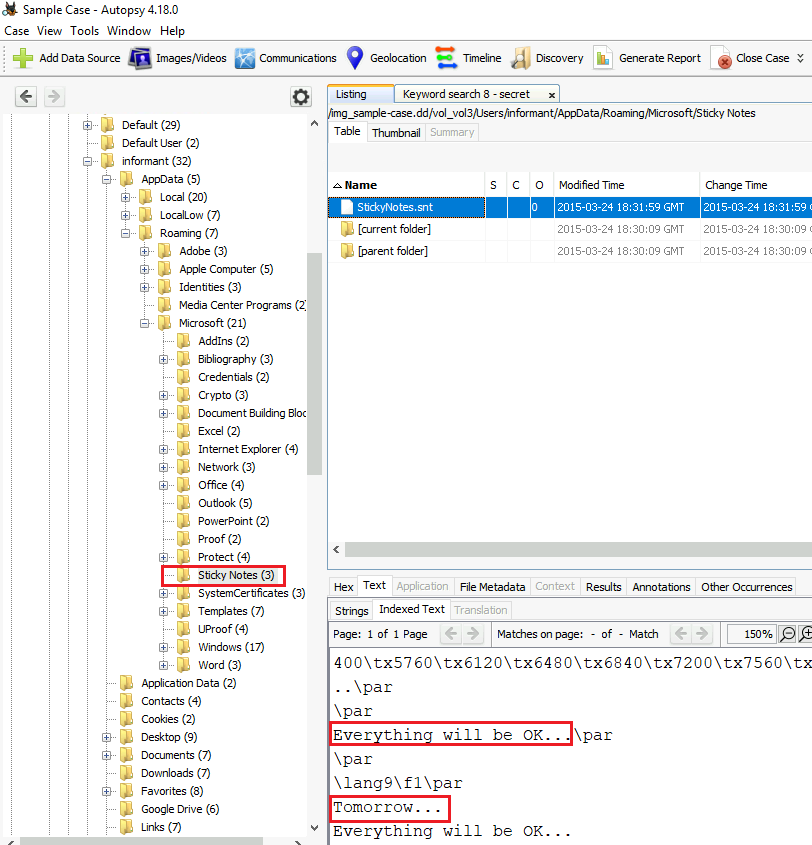 Sample Case - Autopsy 4.18.0
Case View Tools Window Help
Add Data Source Images/Videos Communications Geolocation Timeline Discovery Generate Report Close Case
Listing Keyword search 8 - secret x
/img_sample-case.dd/vol_vol3/Users/informant/AppData/Roaming/Microsoft/Sticky Notes
Table Thumbnail Summary
Name S C O Modified Time Change Time
StickyNotes.snt 0 2015-03-24 18:31:59 GMT 2015-03-24 18:31:59 G
[current folder] 2015-03-24 18:30:09 GMT 2015-03-24 18:30:09 GM
[parent folder] 2015-03-24 18:30:09 GMT 2015-03-24 18:30:09 GM
Default (29)
Default User (2)
informant (32)
AppData (5)
Local (20)
LocalLow (7)
Roaming (7)
Adobe (3)
Apple Computer (5)
Identities (3)
Media Center Programs (2
Microsoft (21)
AddIns (2)
Bibliography (3)
Credentials (2)
Crypto (3)
Document Building Bloc
Excel (2)
Internet Explorer (4)
Network (3)
Office (4)
Outlook (5)
PowerPoint (2)
Proof (2)
Protect (4)
Sticky Notes (3)
SystemCertificates (3)
Templates (7)
UProof (4)
Windows (17)
Word (3)
Application Data (2)
Contacts (4)
Cookies (2)
Desktop (9)
Documents (7)
Downloads (7)
Favorites (8)
Google Drive (6)
Links (7)
Hex Text Application File Metadata Context Results Annotations Other Occurrences
Strings Indexed Text Translation
Page: 1 of 1 Page Matches on page: - of - Match 150%
400\tx5760\tx6120\tx6480\tx6840\tx7200\tx7560\tx
..\par
\par
Everything will be OK...\par
\par
\lang9\f1\par
Tomorrow...
Everything will be OK...